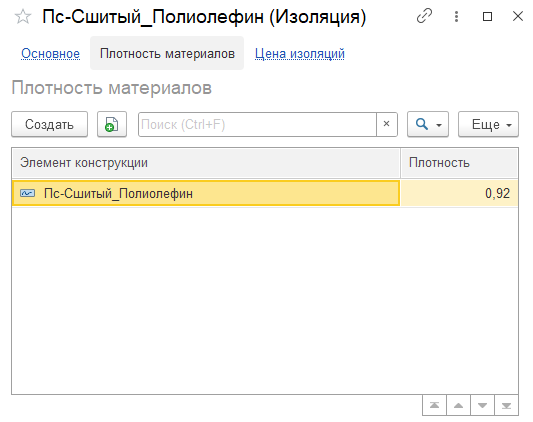 Пс-Сшитый_Полиолефин (Изоляция)
Основное Плотность материалов Цена изоляций
Плотность материалов
Создать Поиск (Ctrl+F) × Еще
Элемент конструкции Плотность
Пс-Сшитый_Полиолефин 0,92